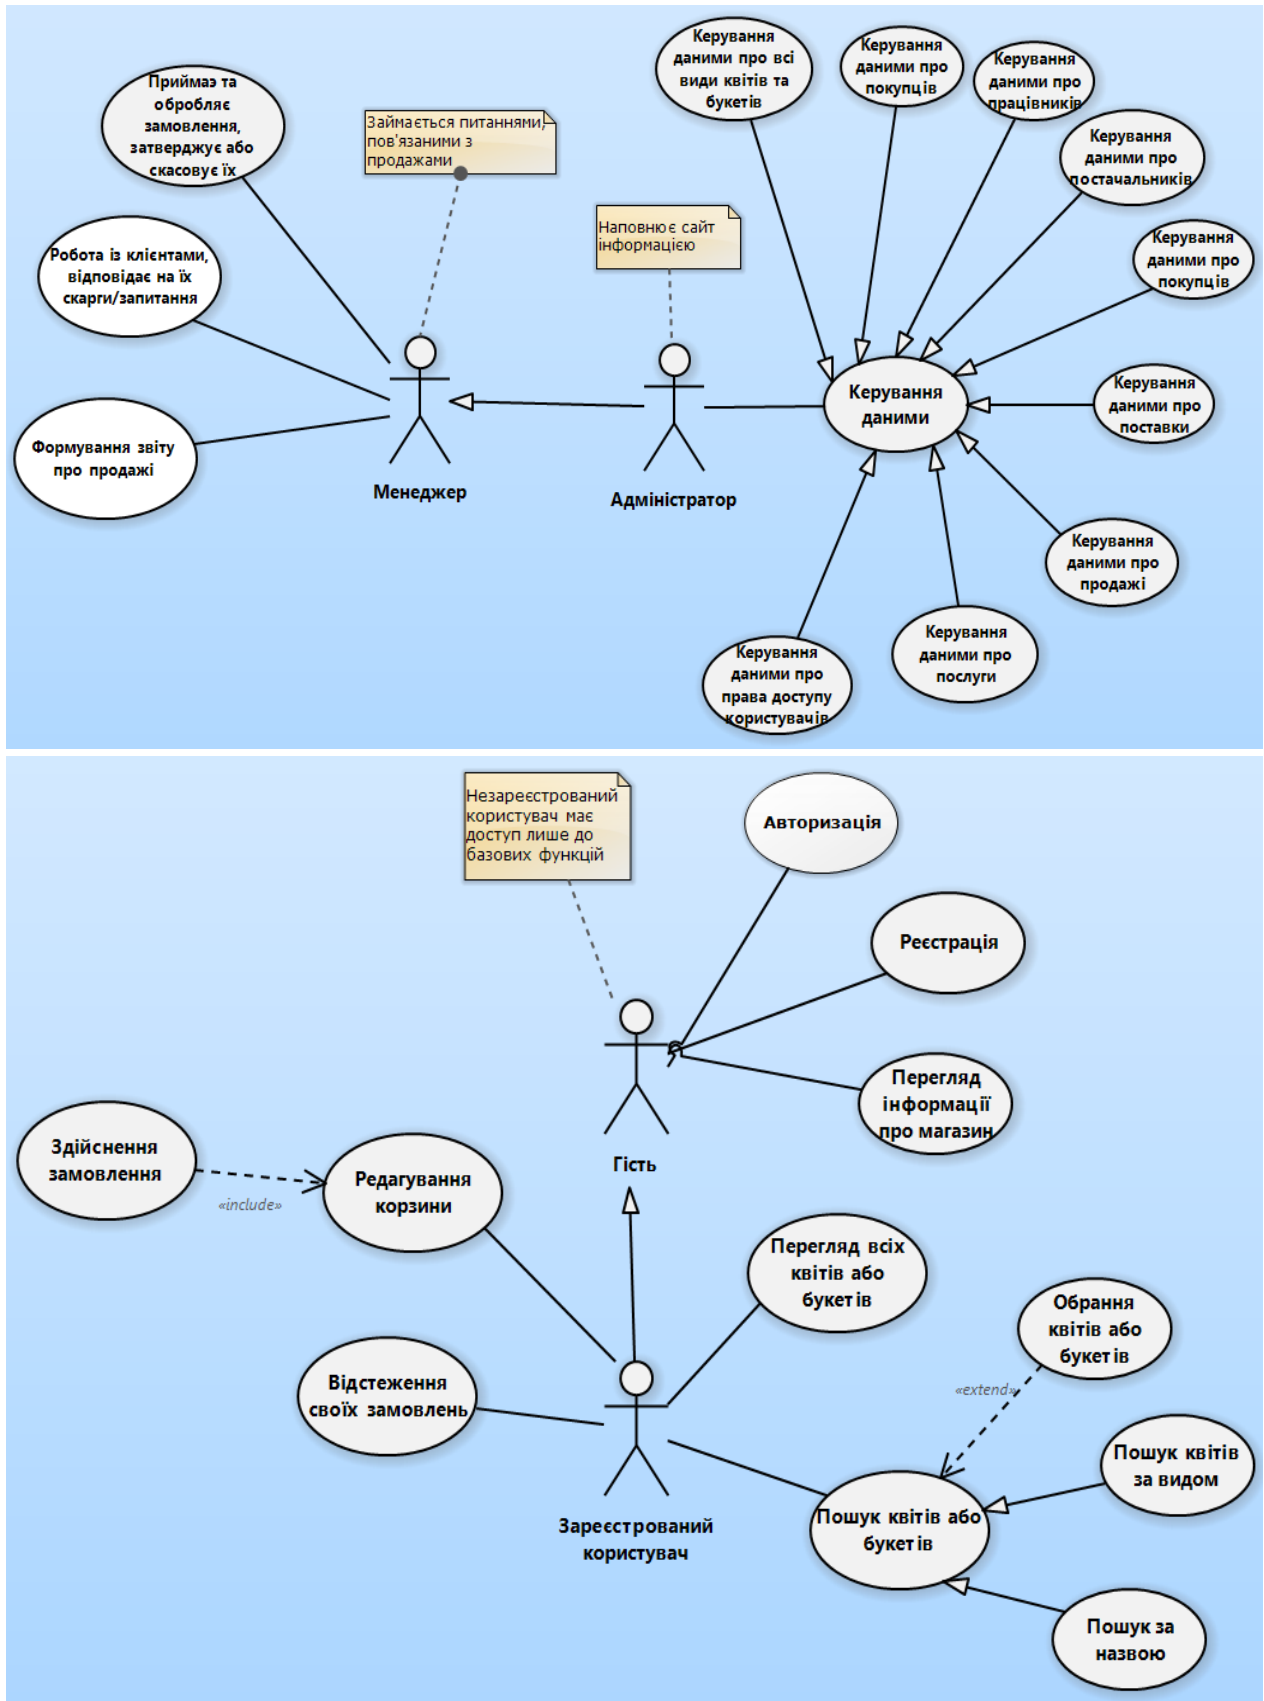 Приймаэ та
обробляє
замовлення,
затверджує або
скасовує їх
Займається питаннями,
пов'язаними з
продажами
Керування
даними про всі
види квітів та
букетів
Керування
даними про
покупців
Керування
даними про
працівників
Керування
даними про
постачальників
Робота із клієнтами,
відповідає на їх
скарги/запитання
Наповнює сайт
інформацією
Керування
даними про
покупців
Формування звіту
про продажі
Менеджер
Адміністратор
Керування
даними
Керування
даними про
поставки
Керування
даними про
продажі
Керування
даними про
послуги
Керування
даними про
права доступу
користувачів
Незареєстрований
користувач має
доступ лише до
базових функцій
Авторизація
Реєстрація
Перегляд
інформації
про магазин
Гість
Здійснення
замовлення
«include»
Редагування
корзини
Перегляд всіх
квітів або
букетів
Обрання
квітів або
букетів
«extend»
Відстеження
своїх замовлень
Зареєстрований
користувач
Пошук квітів або
букетів
Пошук квітів
за видом
Пошук за
назвою